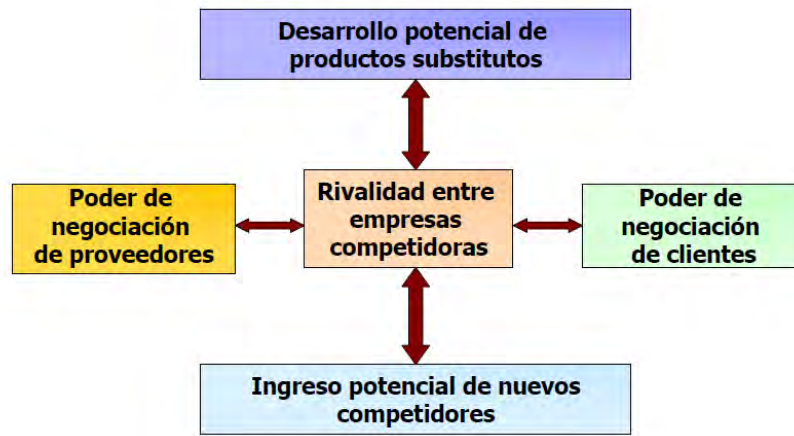 Desarrollo potencial de
productos substitutos
Poder de
negociación
de proveedores
Rivalidad entre
empresas
competidoras
Poder de
negociación
de clientes
Ingreso potencial de nuevos
competidores